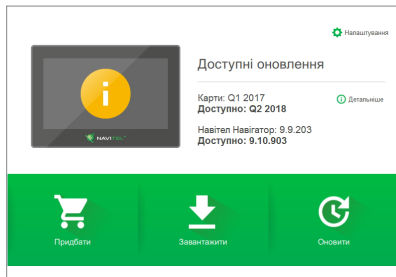 Налаштування
Доступні оновлення
Карти: Q1 2017
Доступно: Q2 2018
Детальніше
Навітел Навігатор: 9.9.203
Доступно: 9.10.903
NAVITEL
Придбати
Завантажити
Оновити